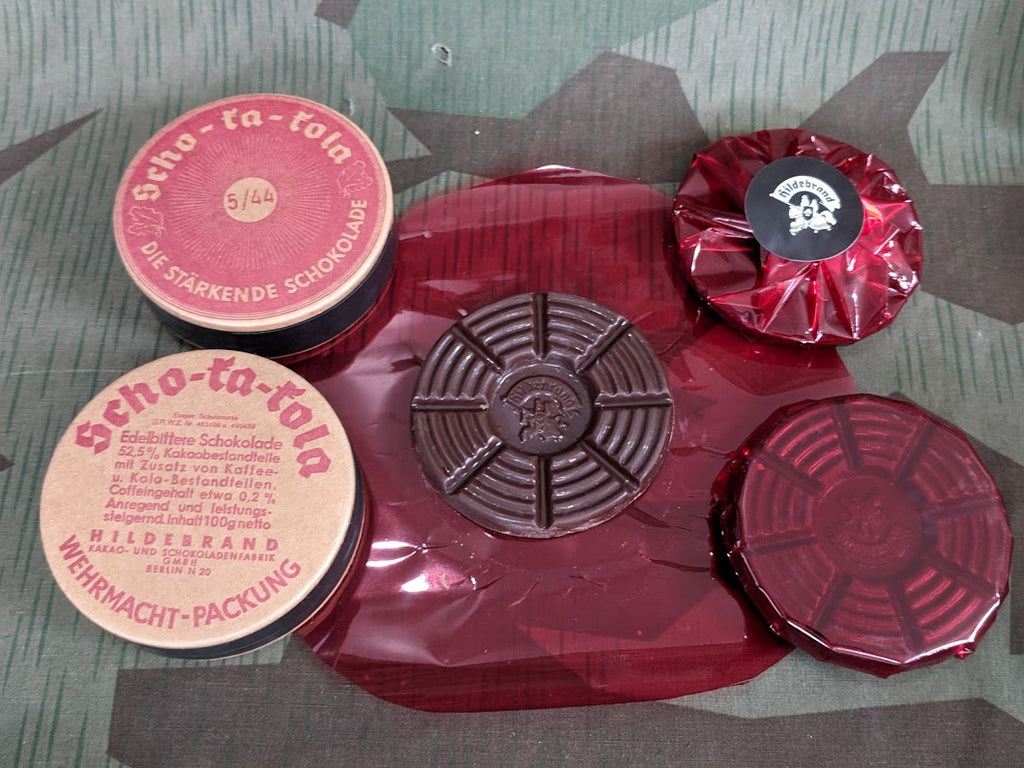 Scho-ka-kola
5/44
DIE STÄRKENDE SCHOKOLADE
Scho-ka-kola
Edelbittere Schokolade
52,5% Kakaobestandteile
mit Zusatz von Kaffee-
u. Kola-Bestandteilen.
Coffeingehalt etwa 0.2%
Anregend und leistungs-
steigernd. Inhalt 100g netto
HILDEBRAND
KAKAO- UND SCHOKOLADENFABRIK
GMBH
BERLIN N 20
WEHRMACHT-PACKUNG
Hildebrand
Hildebrand